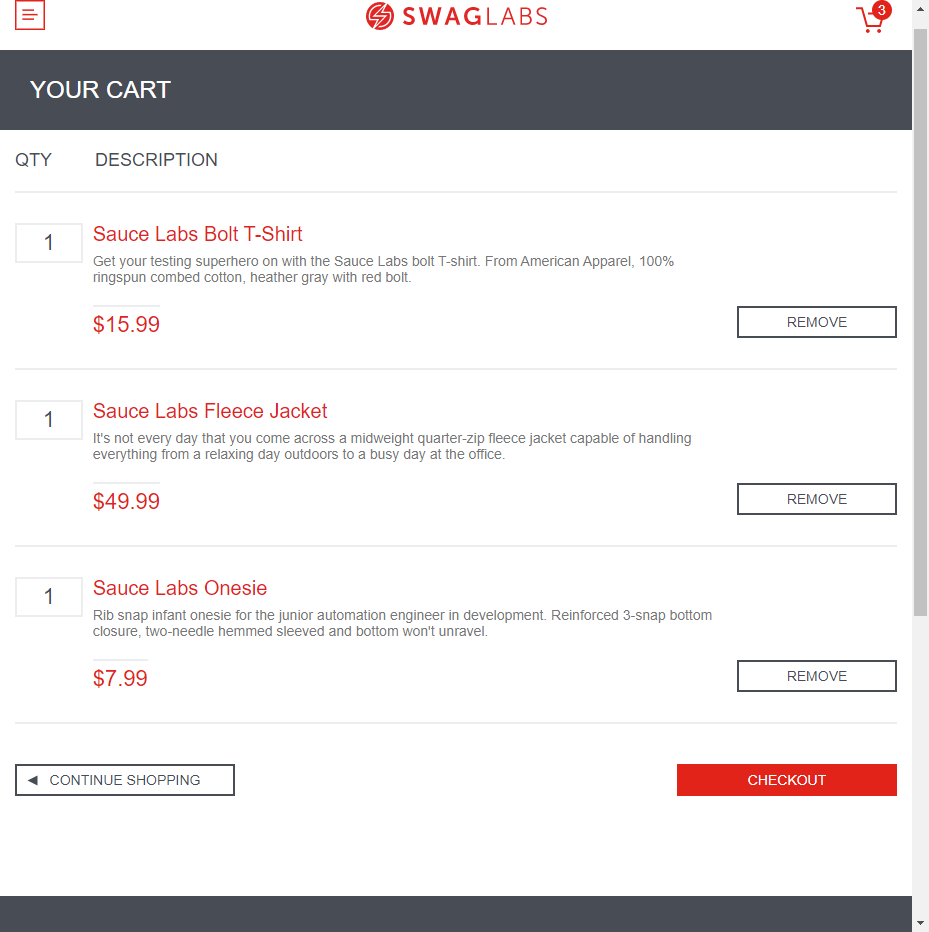 SWAGLABS
3
YOUR CART
QTY DESCRIPTION
1
Sauce Labs Bolt T-Shirt
Get your testing superhero on with the Sauce Labs bolt T-shirt. From American Apparel, 100%
ringspun combed cotton, heather gray with red bolt.
$15.99
REMOVE
1
Sauce Labs Fleece Jacket
It's not every day that you come across a midweight quarter-zip fleece jacket capable of handling
everything from a relaxing day outdoors to a busy day at the office.
$49.99
REMOVE
1
Sauce Labs Onesie
Rib snap infant onesie for the junior automation engineer in development. Reinforced 3-snap bottom
closure, two-needle hemmed sleeved and bottom won't unravel.
$7.99
REMOVE
CONTINUE SHOPPING
CHECKOUT